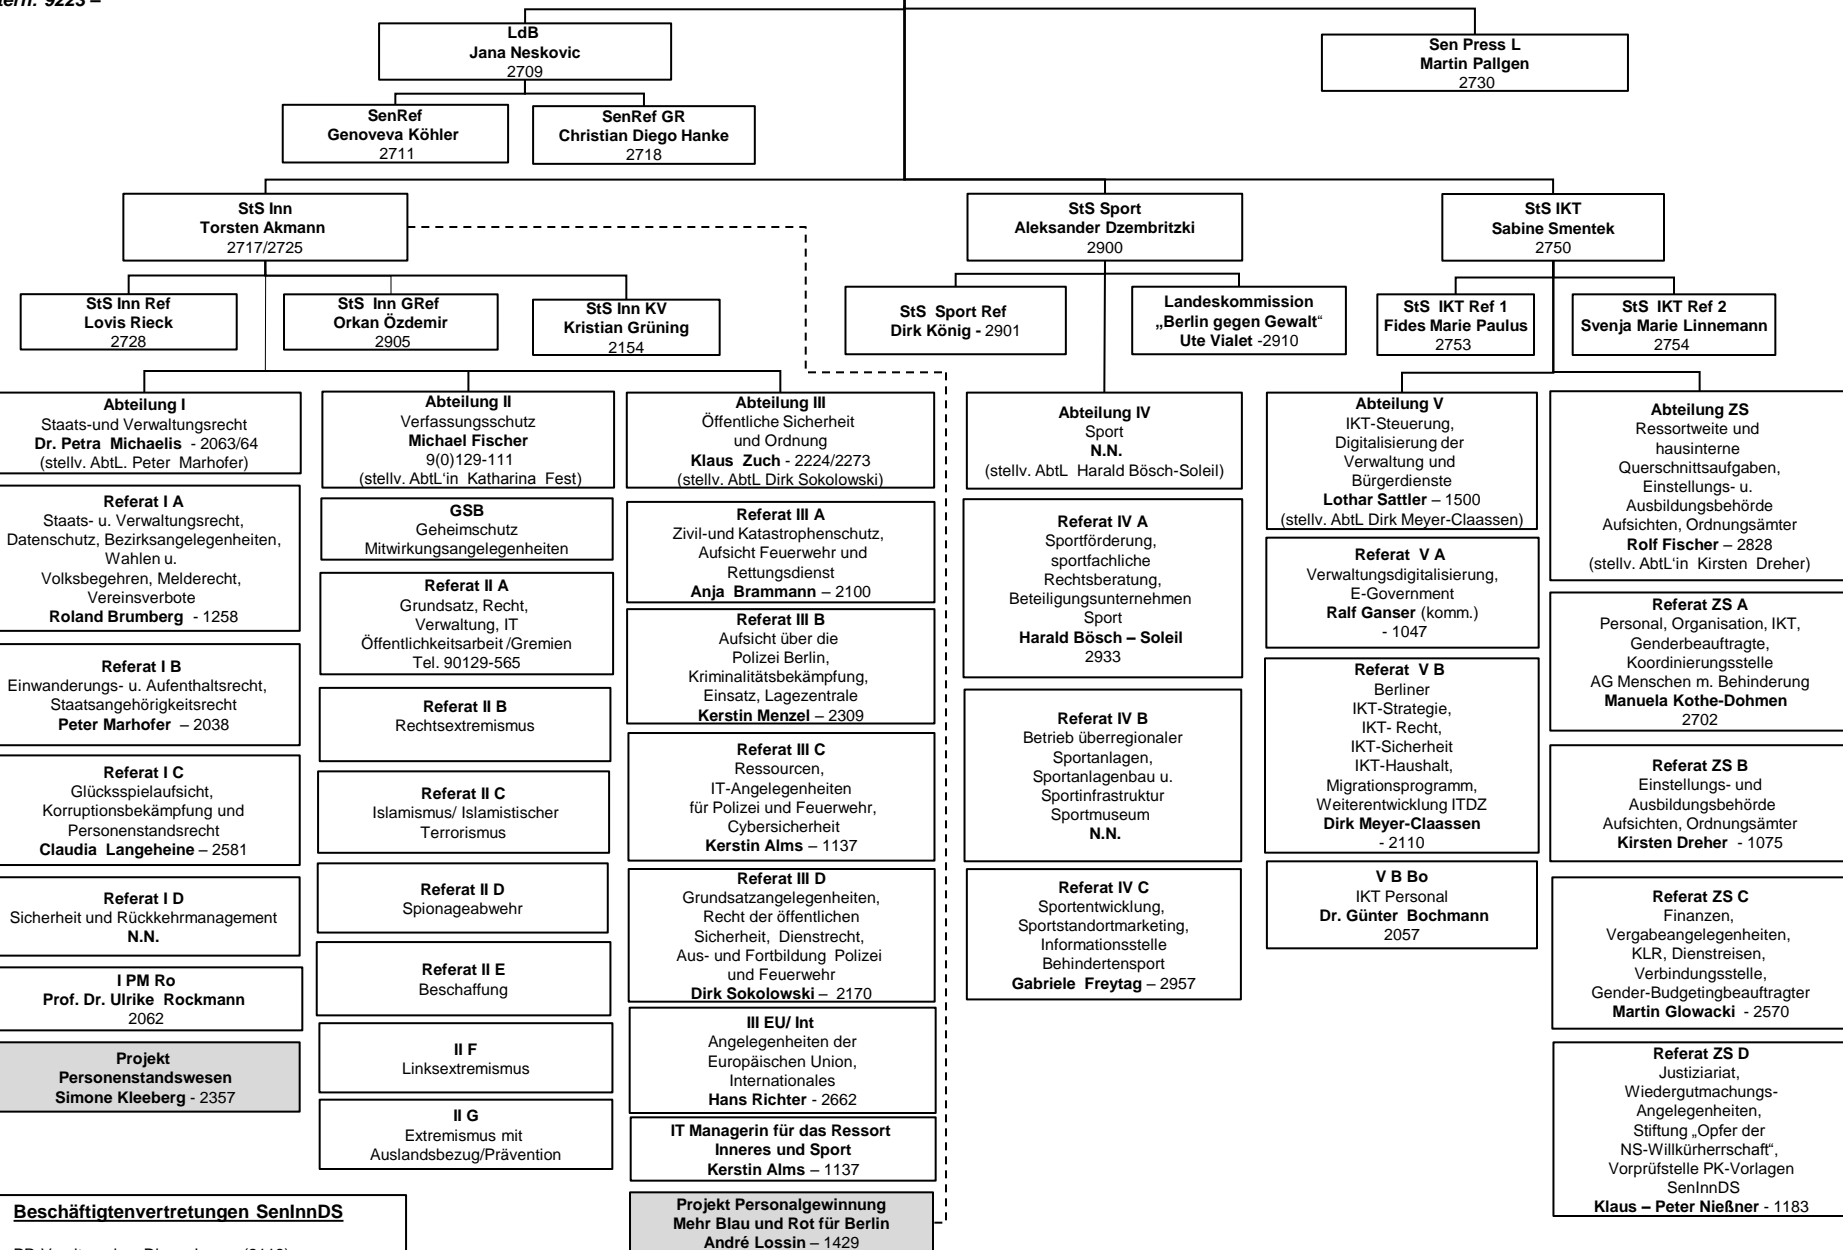 LdB
Jana Neskovic
2709
Sen Press L
Martin Pallgen
2730
SenRef
Genoveva Köhler
2711
SenRef GR
Christian Diego Hanke
2718
StS Inn
Torsten Akmann
2717/2725
StS Sport
Aleksander Dzembritzki
2900
StS IKT
Sabine Smentek
2750
StS Inn Ref
Lovis Rieck
2728
StS Inn GRef
Orkan Özdemir
2905
StS Inn KV
Kristian Grüning
2154
StS Sport Ref
Dirk König - 2901
Landeskommission
„Berlin gegen Gewalt“
Ute Vialet -2910
StS IKT Ref 1
Fides Marie Paulus
2753
StS IKT Ref 2
Svenja Marie Linnemann
2754
Abteilung I
Staats-und Verwaltungsrecht
Dr. Petra Michaelis - 2063/64
(stellv. AbtL. Peter Marhofer)
Referat I A
Staats- u. Verwaltungsrecht,
Datenschutz, Bezirksangelegenheiten,
Wahlen u.
Volksbegehren, Melderecht,
Vereinsverbote
Roland Brumberg - 1258
Referat I B
Einwanderungs- u. Aufenthaltsrecht,
Staatsangehörigkeitsrecht
Peter Marhofer – 2038
Referat I C
Glücksspielaufsicht,
Korruptionsbekämpfung und
Personenstandsrecht
Claudia Langeheine – 2581
Referat I D
Sicherheit und Rückkehrmanagement
N.N.
I PM Ro
Prof. Dr. Ulrike Rockmann
2062
Projekt
Personenstandswesen
Simone Kleeberg - 2357
Abteilung II
Verfassungsschutz
Michael Fischer
9(0)129-111
(stellv. AbtL‘in Katharina Fest)
GSB
Geheimschutz
Mitwirkungsangelegenheiten
Referat II A
Grundsatz, Recht,
Verwaltung, IT
Öffentlichkeitsarbeit /Gremien
Tel. 90129-565
Referat II B
Rechtsextremismus
Referat II C
Islamismus/ Islamistischer
Terrorismus
Referat II D
Spionageabwehr
Referat II E
Beschaffung
II F
Linksextremismus
II G
Extremismus mit
Auslandsbezug/Prävention
Abteilung III
Öffentliche Sicherheit
und Ordnung
Klaus Zuch - 2224/2273
(stellv. AbtL Dirk Sokolowski)
Referat III A
Zivil-und Katastrophenschutz,
Aufsicht Feuerwehr und
Rettungsdienst
Anja Brammann – 2100
Referat III B
Aufsicht über die
Polizei Berlin,
Kriminalitätsbekämpfung,
Einsatz, Lagezentrale
Kerstin Menzel – 2309
Referat III C
Ressourcen,
IT-Angelegenheiten
für Polizei und Feuerwehr,
Cybersicherheit
Kerstin Alms – 1137
Referat III D
Grundsatzangelegenheiten,
Recht der öffentlichen
Sicherheit, Dienstrecht,
Aus- und Fortbildung Polizei
und Feuerwehr
Dirk Sokolowski – 2170
III EU/ Int
Angelegenheiten der
Europäischen Union,
Internationales
Hans Richter - 2662
IT Managerin für das Ressort
Inneres und Sport
Kerstin Alms – 1137
Projekt Personalgewinnung
Mehr Blau und Rot für Berlin
André Lossin – 1429
Abteilung IV
Sport
N.N.
(stellv. AbtL Harald Bösch-Soleil)
Referat IV A
Sportförderung,
sportfachliche
Rechtsberatung,
Beteiligungsunternehmen
Sport
Harald Bösch – Soleil
2933
Referat IV B
Betrieb überregionaler
Sportanlagen,
Sportanlagenbau u.
Sportinfrastruktur
Sportmuseum
N.N.
Referat IV C
Sportentwicklung,
Sportstandortmarketing,
Informationsstelle
Behindertensport
Gabriele Freytag – 2957
Abteilung V
IKT-Steuerung,
Digitalisierung der
Verwaltung und
Bürgerdienste
Lothar Sattler – 1500
(stellv. AbtL Dirk Meyer-Claassen)
Referat V A
Verwaltungsdigitalisierung,
E-Government
Ralf Ganser (komm.)
- 1047
Referat V B
Berliner
IKT-Strategie,
IKT- Recht,
IKT-Sicherheit
IKT-Haushalt,
Migrationsprogramm,
Weiterentwicklung ITDZ
Dirk Meyer-Claassen
- 2110
V B Bo
IKT Personal
Dr. Günter Bochmann
2057
Abteilung ZS
Ressortweite und
hausinterne
Querschnittsaufgaben,
Einstellungs- u.
Ausbildungsbehörde
Aufsichten, Ordnungsämter
Rolf Fischer – 2828
(stellv. AbtL‘in Kirsten Dreher)
Referat ZS A
Personal, Organisation, IKT,
Genderbeauftragte,
Koordinierungsstelle
AG Menschen m. Behinderung
Manuela Kothe-Dohmen
2702
Referat ZS B
Einstellungs- und
Ausbildungsbehörde
Aufsichten, Ordnungsämter
Kirsten Dreher - 1075
Referat ZS C
Finanzen,
Vergabeangelegenheiten,
KLR, Dienstreisen,
Verbindungsstelle,
Gender-Budgetingbeauftragter
Martin Glowacki - 2570
Referat ZS D
Justiziariat,
Wiedergutmachungs-
Angelegenheiten,
Stiftung „Opfer der
NS-Willkürherrschaft“,
Vorprüfstelle PK-Vorlagen
SenInnDS
Klaus – Peter Nießner - 1183
Beschäftigtenvertretungen SenInnDS